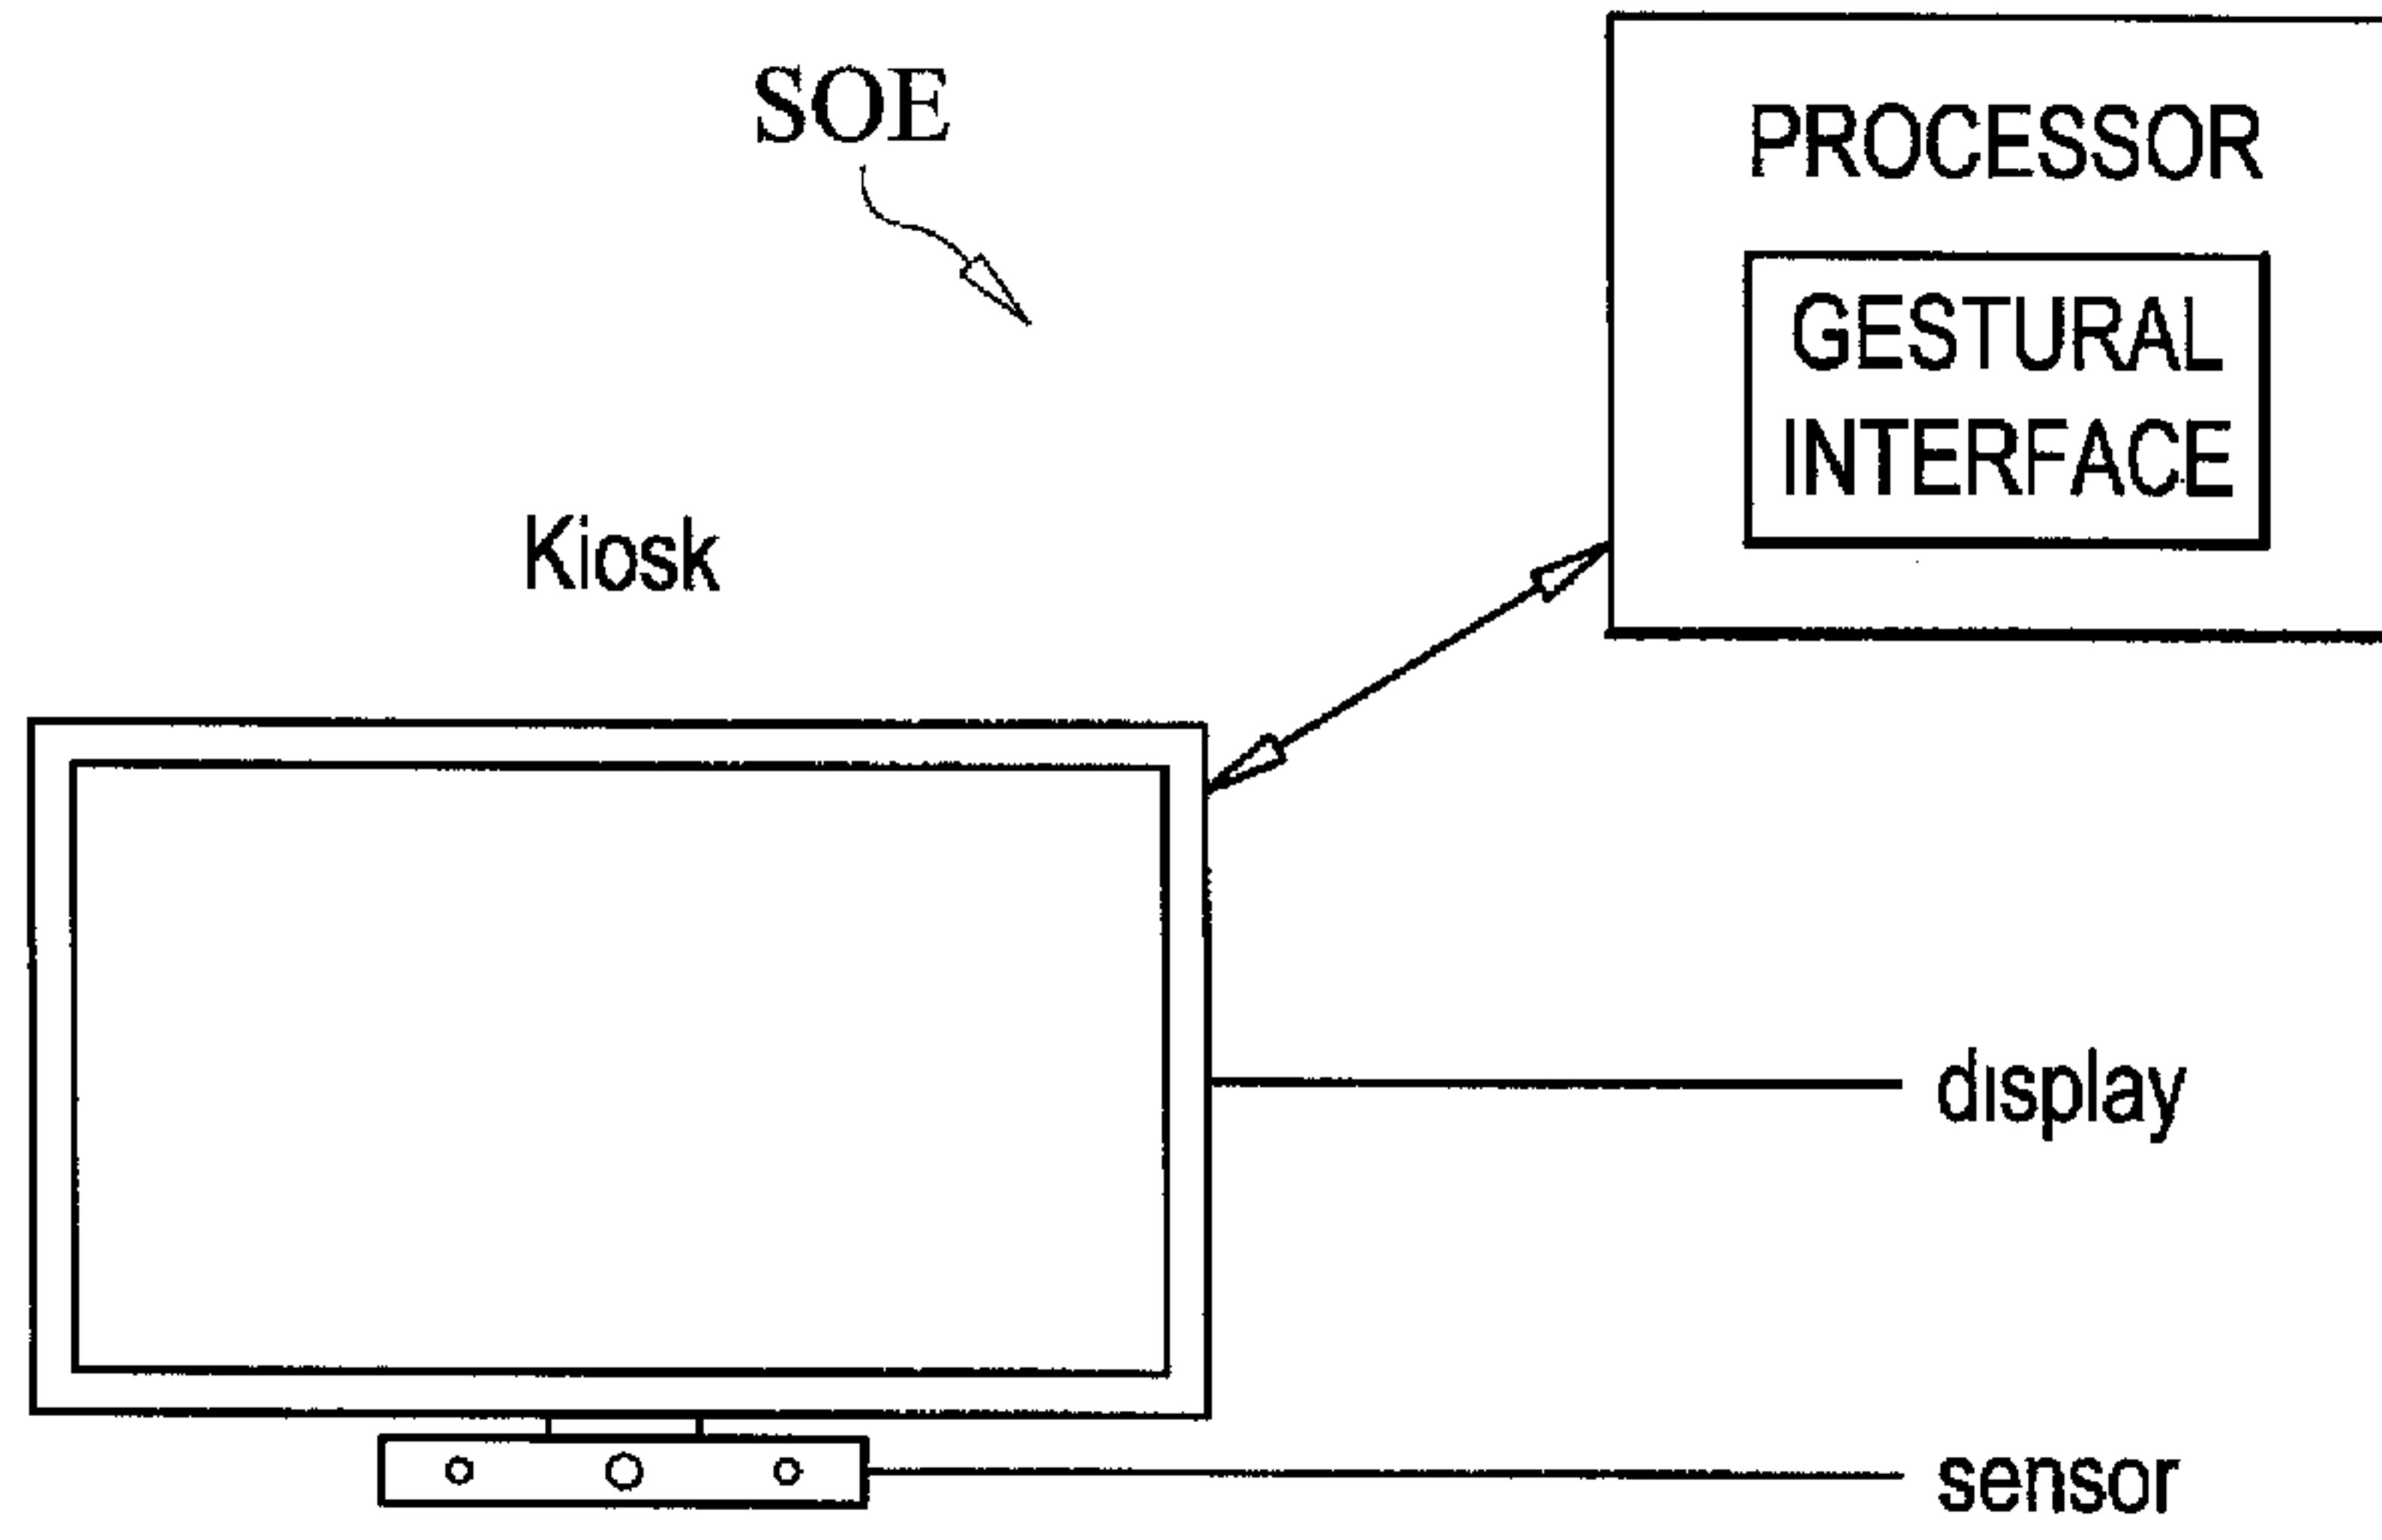 SOE
PROCESSOR
GESTURAL
INTERFACE
Kiosk
display
sensor